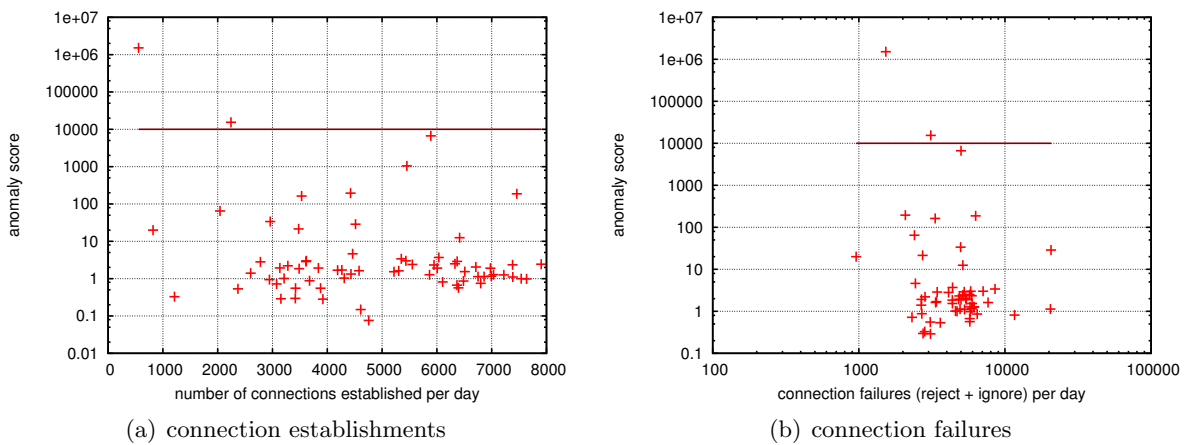 1e+07
1e+06
100000
10000
1000
100
10
1
0.1
0.01
anomaly score
0 1000 2000 3000 4000 5000 6000 7000 8000
number of connections established per day
(a) connection establishments
1e+07
1e+06
100000
10000
1000
100
10
1
0.1
anomaly score
100 1000 10000 100000
connection failures (reject + ignore) per day
(b) connection failures